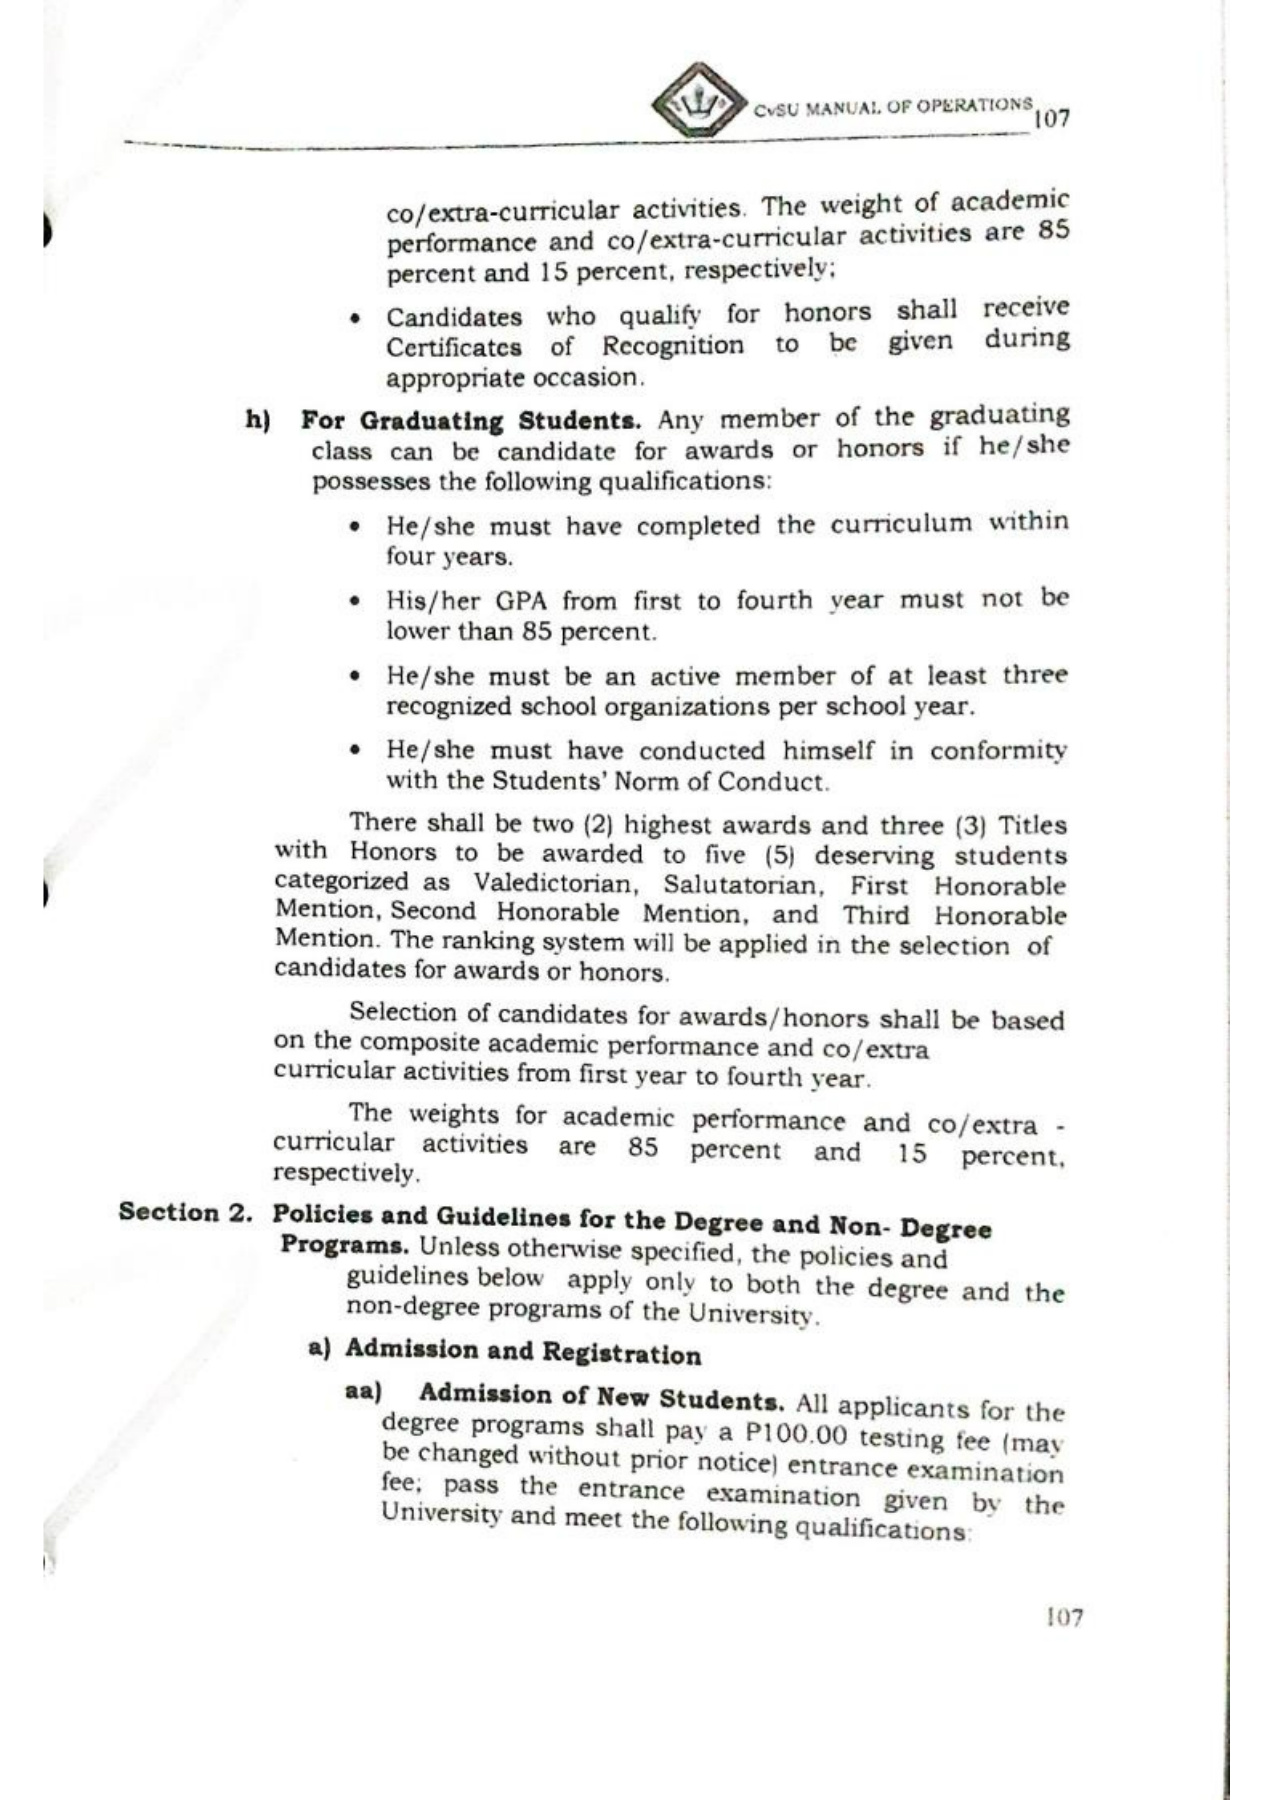 CvSU MANUAL OF OPERATIONS 107
co/extra-curricular activities. The weight of academic
performance and co/extra-curricular activities are 85
percent and 15 percent, respectively;
• Candidates who qualify for honors shall receive
Certificates of Recognition to be given during
appropriate occasion.
h) For Graduating Students. Any member of the graduating
class can be candidate for awards or honors if he/she
possesses the following qualifications:
• He/she must have completed the curriculum within
four years.
• His/her GPA from first to fourth year must not be
lower than 85 percent.
• He/she must be an active member of at least three
recognized school organizations per school year.
• He/she must have conducted himself in conformity
with the Students' Norm of Conduct.
There shall be two (2) highest awards and three (3) Titles
with Honors to be awarded to five (5) deserving students
categorized as Valedictorian, Salutatorian, First Honorable
Mention, Second Honorable Mention, and Third Honorable
Mention. The ranking system will be applied in the selection of
candidates for awards or honors.
Selection of candidates for awards/honors shall be based
on the composite academic performance and co/extra
curricular activities from first year to fourth year.
The weights for academic performance and co/extra -
curricular activities are 85 percent and 15 percent,
respectively.
Section 2. Policies and Guidelines for the Degree and Non- Degree
Programs. Unless otherwise specified, the policies and
guidelines below apply only to both the degree and the
non-degree programs of the University.
a) Admission and Registration
aa) Admission of New Students. All applicants for the
degree programs shall pay a P100.00 testing fee (may
be changed without prior notice) entrance examination
fee; pass the entrance examination given by the
University and meet the following qualifications:
107